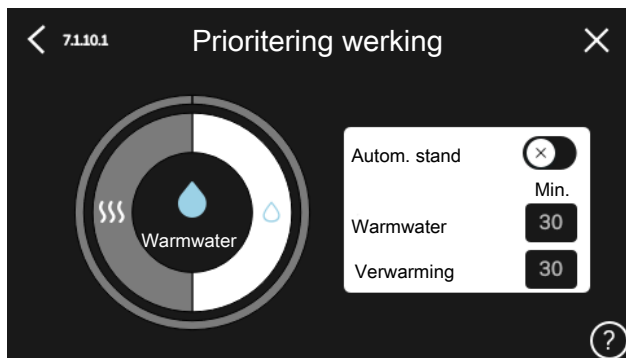 7.1.10.1
Prioritering werking
Warmwater
Autom. stand
Min.
Warmwater 30
Verwarming 30
?